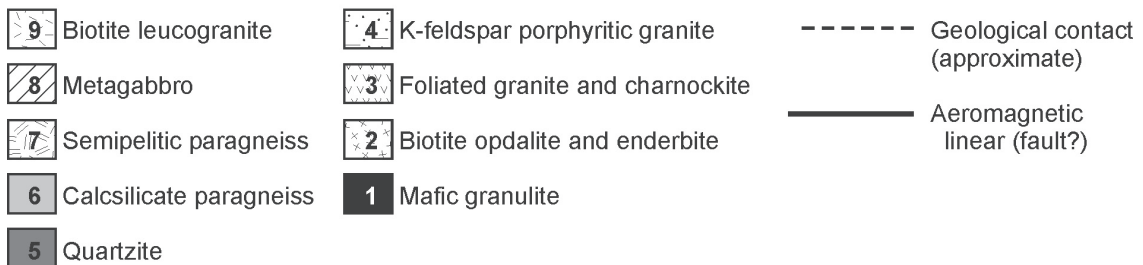 9 Biotite leucogranite
8 Metagabbro
7 Semipelitic paragneiss
6 Calcsilicate paragneiss
5 Quartzite
4 K-feldspar porphyritic granite
3 Foliated granite and charnockite
2 Biotite opdalite and enderbite
1 Mafic granulite
Geological contact
(approximate)
Aeromagnetic
linear (fault?)